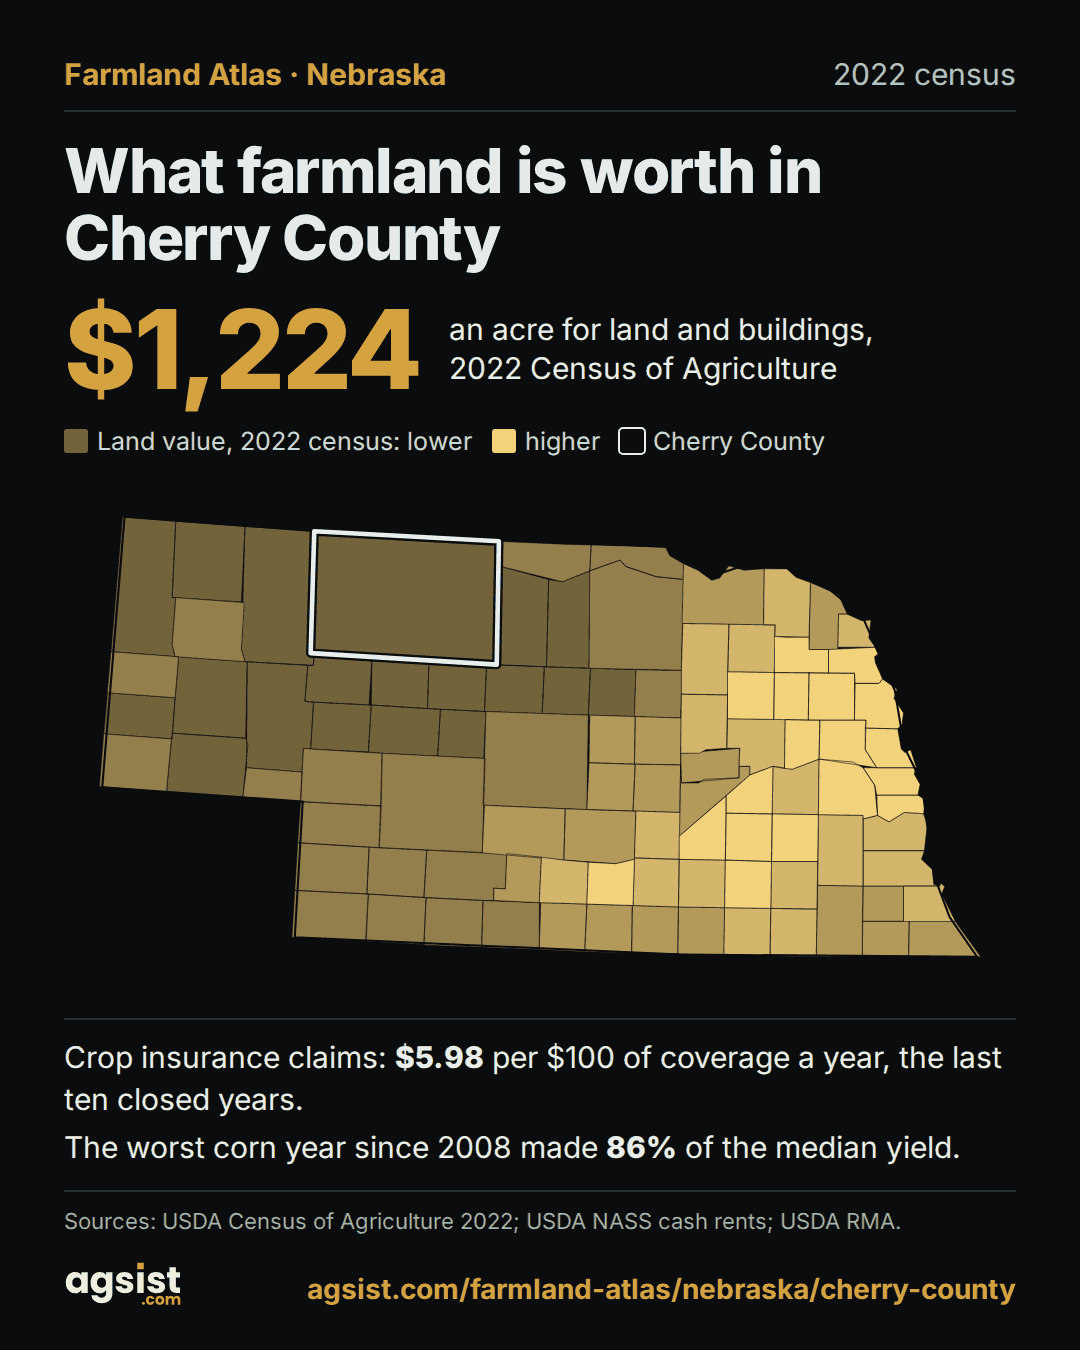 Farmland Atlas · Nebraska
2022 census
What farmland is worth in
Cherry County
$1,224
an acre for land and buildings,
2022 Census of Agriculture
Land value, 2022 census: lower
higher
Cherry County
Crop insurance claims: $5.98 per $100 of coverage a year, the last
ten closed years.
The worst corn year since 2008 made 86% of the median yield.
Sources: USDA Census of Agriculture 2022; USDA NASS cash rents; USDA RMA.
agsist
.com
agsist.com/farmland-atlas/nebraska/cherry-county